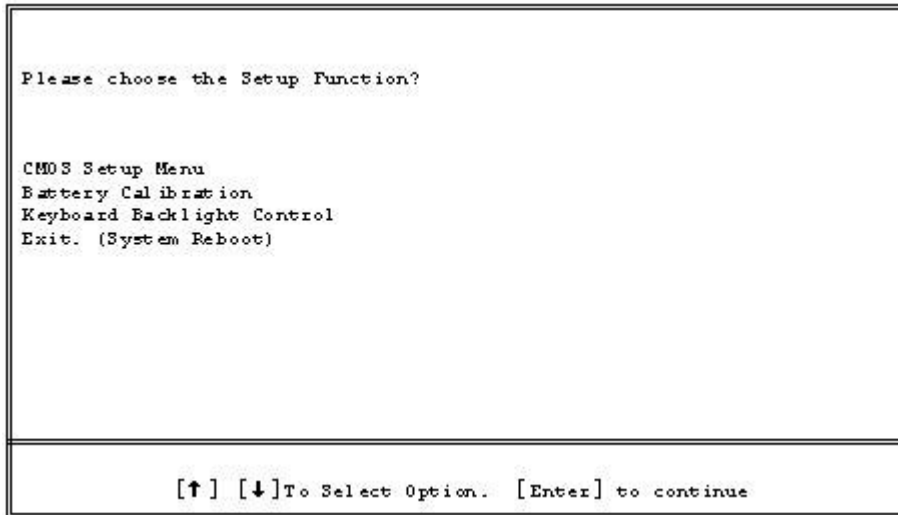 Please choose the Setup Function?
CMOS Setup Menu
Battery Calibration
Keyboard Backlight Control
Exit. (System Reboot)
[↑] [↓]To Select Option. [Enter] to continue